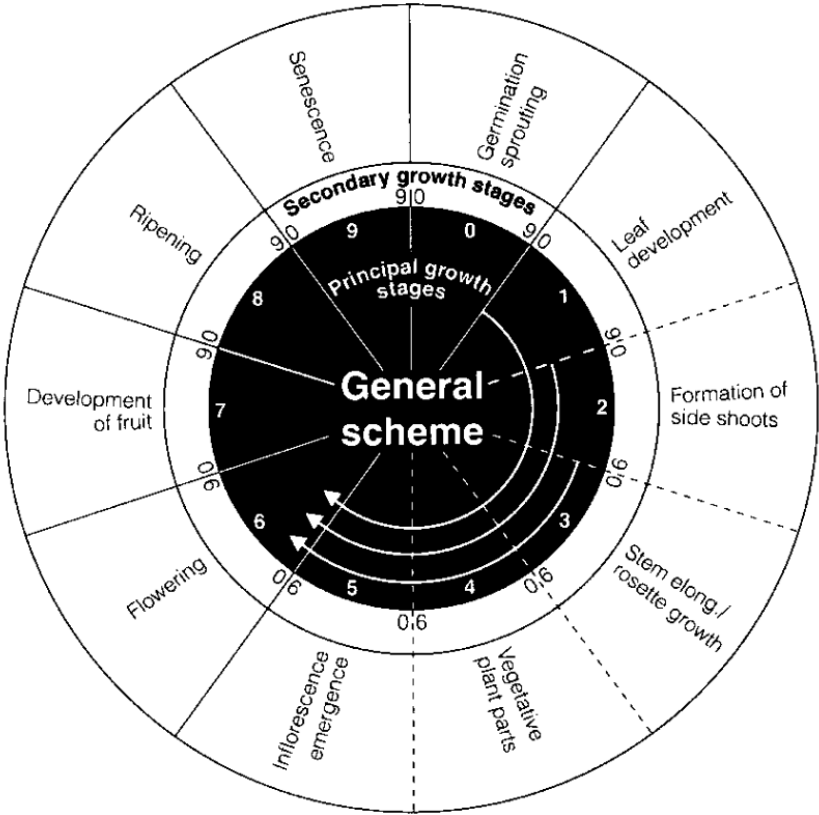 Senescence
Germination
sprouting
Leaf
development
Formation of
side shoots
Stem elong./
rosette growth
Vegetative
plant parts
Inflorescence
emergence
Flowering
Development
of fruit
Ripening
Secondary growth stages
9 0
9 0
9 0
9 0
9 0
9 0
9 0
9 0
9 0
9 0
0
1
2
3
4
5
6
7
8
9
Principal growth
stages
General
scheme